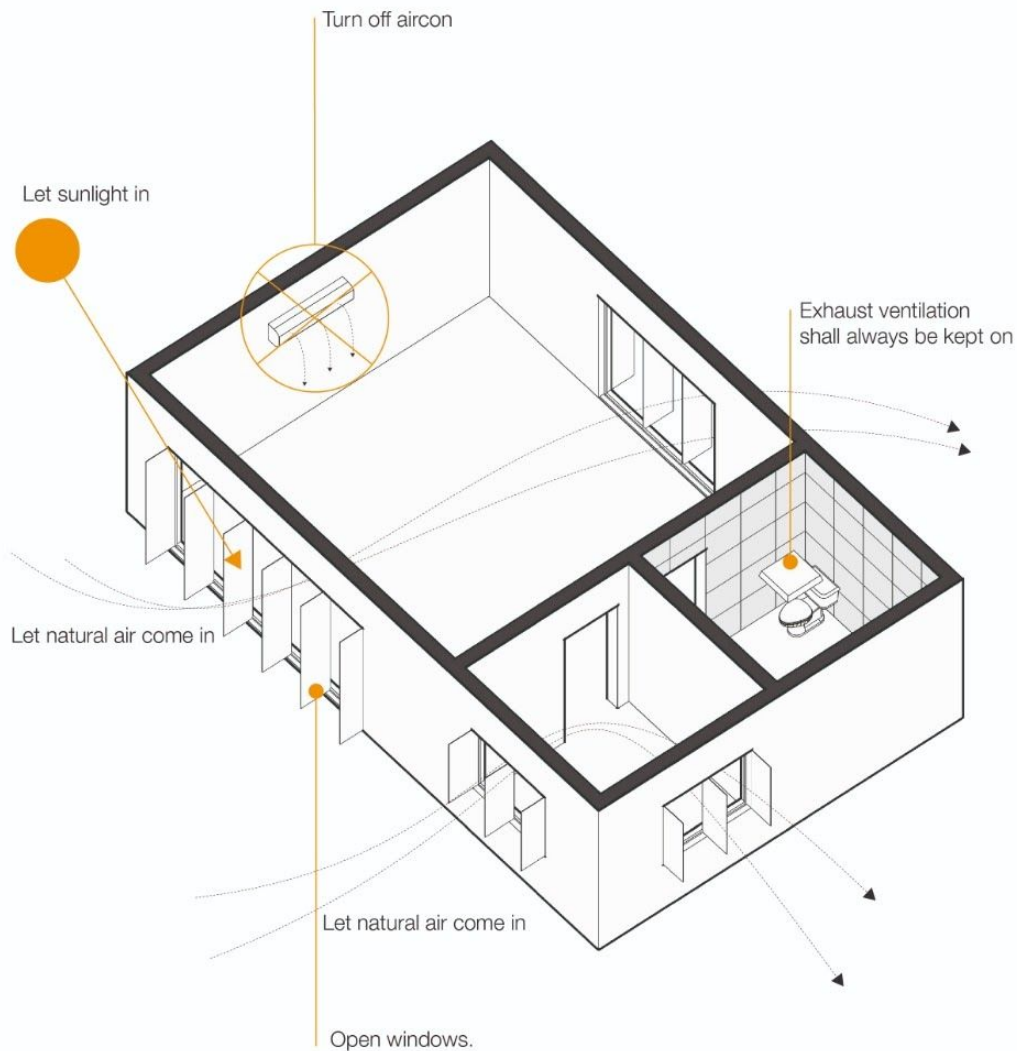 Turn off aircon
Let sunlight in
Exhaust ventilation
shall always be kept on
Let natural air come in
Let natural air come in
Open windows.